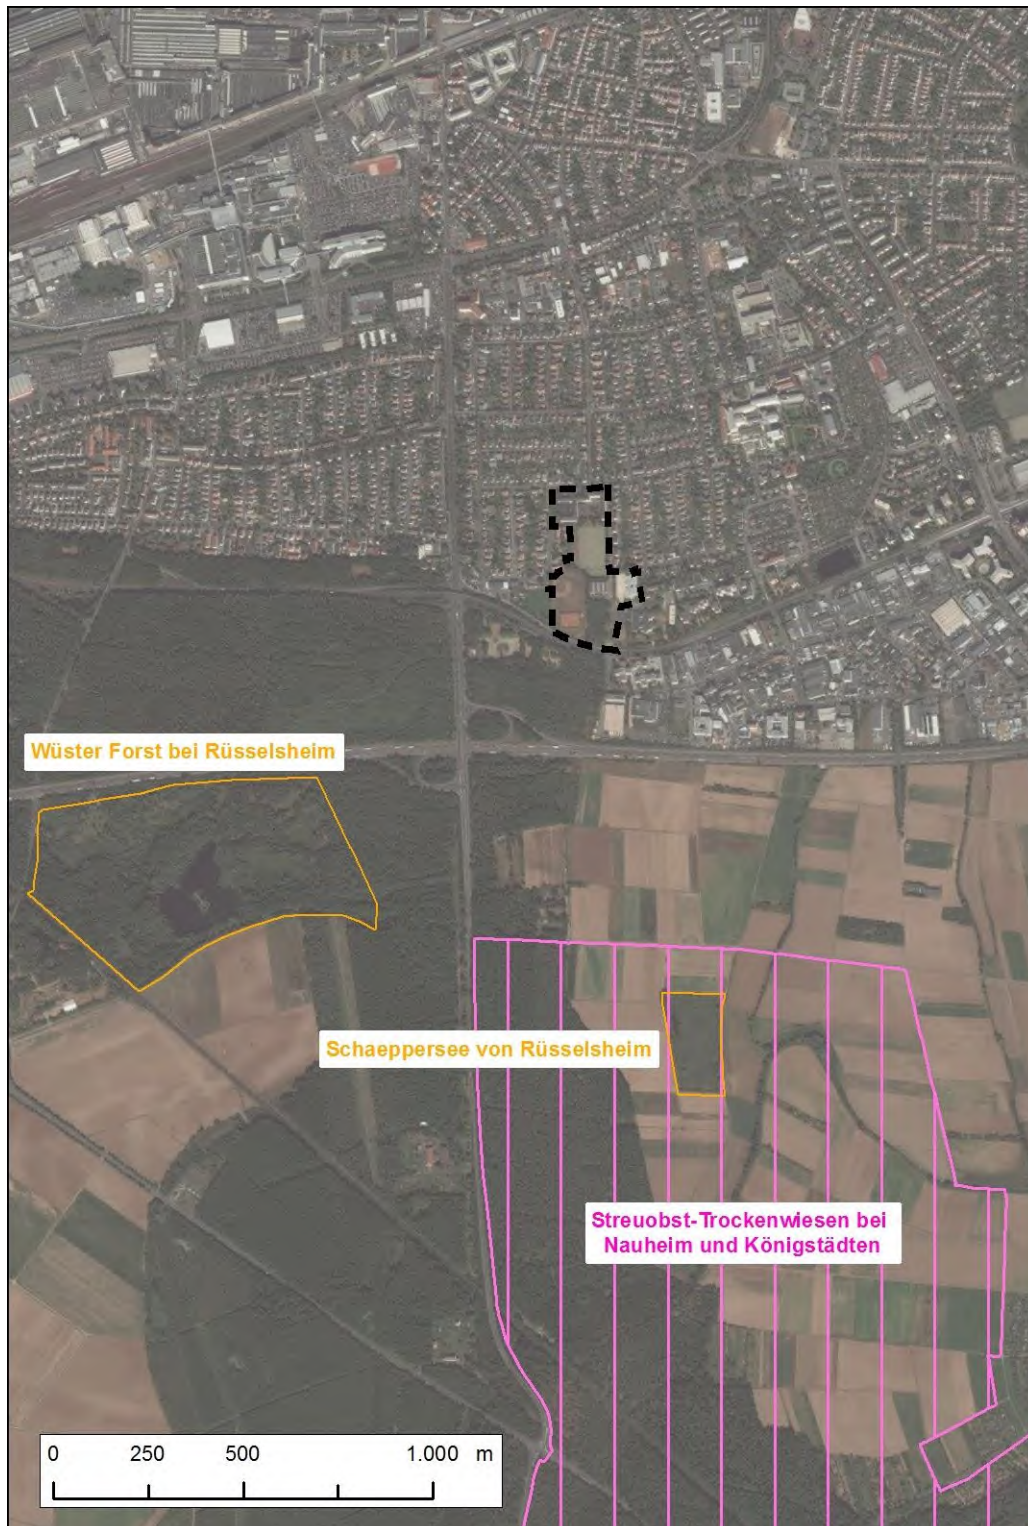 Wüster Forst bei Rüsselsheim
Schaeppersee von Rüsselsheim
Streuobst-Trockenwiesen bei
Nauheim und Königstädten
0 250 500 1.000 m